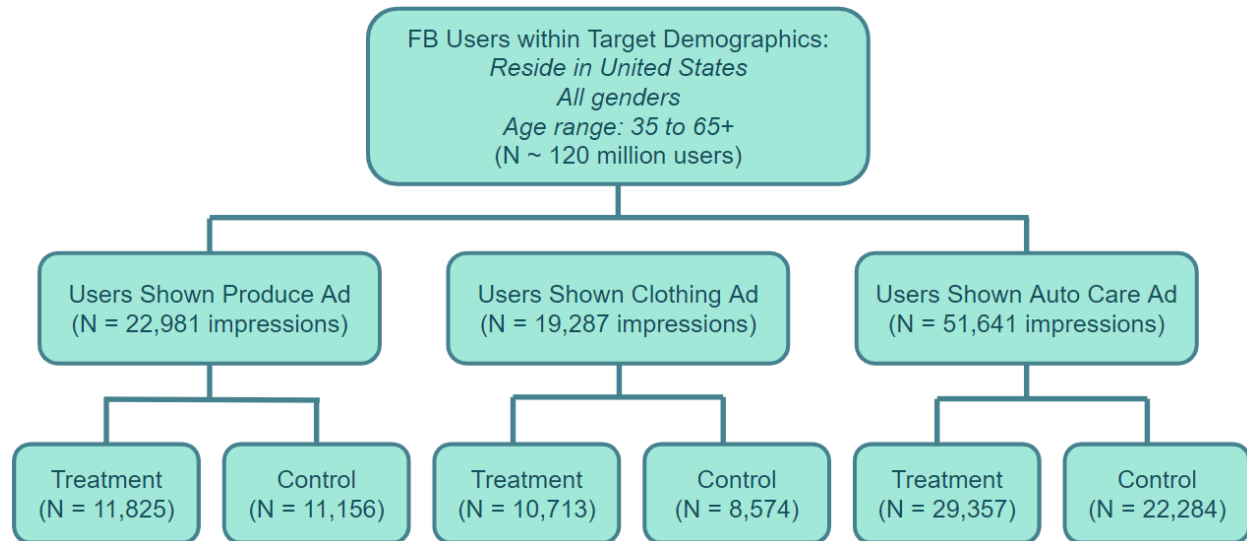 FB Users within Target Demographics:
Reside in United States
All genders
Age range: 35 to 65+
(N ~ 120 million users)
Users Shown Produce Ad
(N = 22,981 impressions)
Users Shown Clothing Ad
(N = 19,287 impressions)
Users Shown Auto Care Ad
(N = 51,641 impressions)
Treatment
(N = 11,825)
Control
(N = 11,156)
Treatment
(N = 10,713)
Control
(N = 8,574)
Treatment
(N = 29,357)
Control
(N = 22,284)